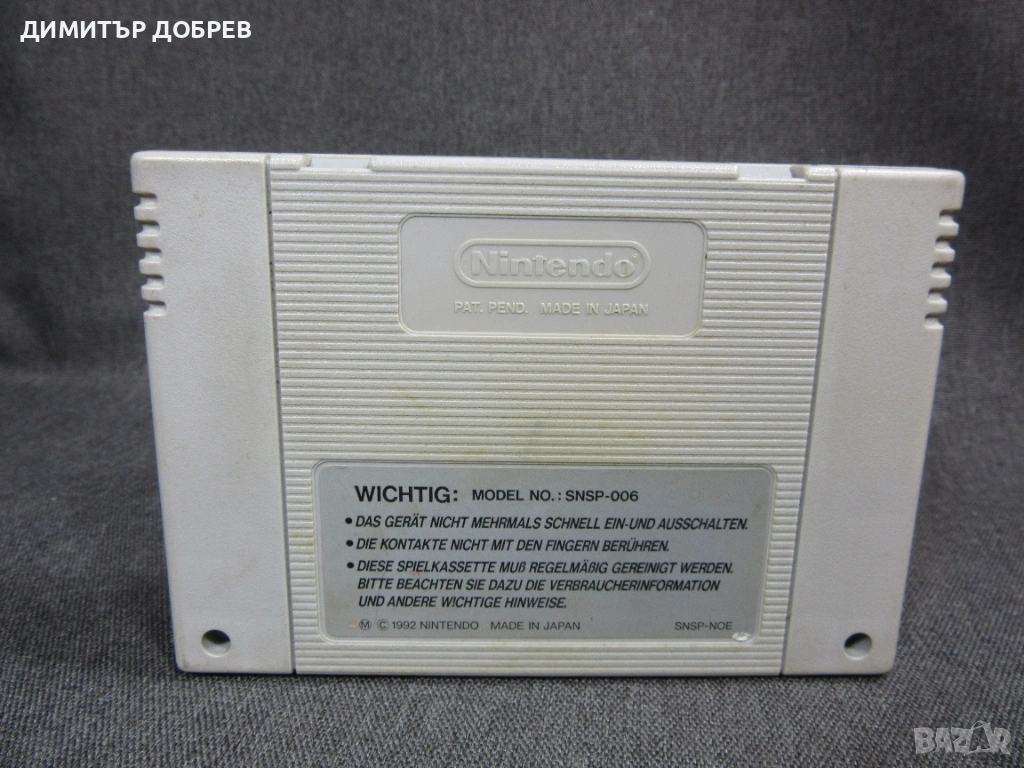 ДИМИТЪР ДОБРЕВ
Nintendo
PAT. PEND. MADE IN JAPAN
WICHTIG: MODEL NO.: SNSP-006
• DAS GERÄT NICHT MEHRMALS SCHNELL EIN-UND AUSSCHALTEN.
• DIE KONTAKTE NICHT MIT DEN FINGERN BERÜHREN.
• DIESE SPIELKASSETTE MUß REGELMÄßIG GEREINIGT WERDEN.
BITTE BEACHTEN SIE DAZU DIE VERBRAUCHERINFORMATION
UND ANDERE WICHTIGE HINWEISE.
Ⓜ © 1992 NINTENDO MADE IN JAPAN SNSP-NOE
BAZAR